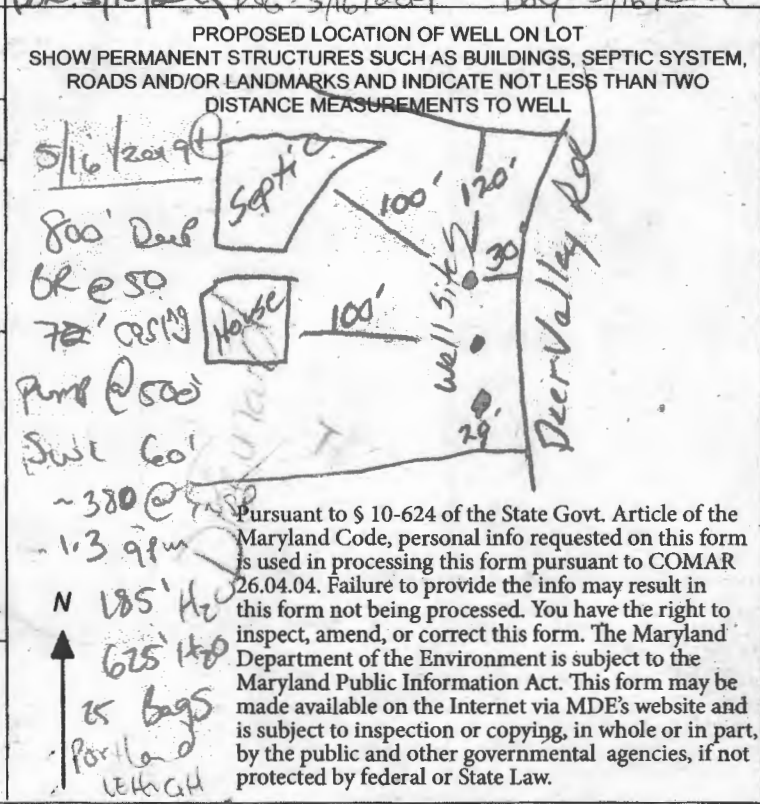 5/16/2019
PROPOSED LOCATION OF WELL ON LOT
SHOW PERMANENT STRUCTURES SUCH AS BUILDINGS, SEPTIC SYSTEM,
ROADS AND/OR LANDMARKS AND INDICATE NOT LESS THAN TWO
DISTANCE MEASUREMENTS TO WELL
5/16/2019
Septic
100'
120'
30
800' Deep
BR @ 50
72' casing
House
100'
Well Sites
Deer Valley Rd
Pump @ 500'
SWL 60'
29'
~380 @
~1.3 gpm
185' H2O
625' H2O
25 Bags
Portland
LEHIGH
N
Pursuant to § 10-624 of the State Govt. Article of the
Maryland Code, personal info requested on this form
is used in processing this form pursuant to COMAR
26.04.04. Failure to provide the info may result in
this form not being processed. You have the right to
inspect, amend, or correct this form. The Maryland
Department of the Environment is subject to the
Maryland Public Information Act. This form may be
made available on the Internet via MDE's website and
is subject to inspection or copying, in whole or in part,
by the public and other governmental agencies, if not
protected by federal or State Law.